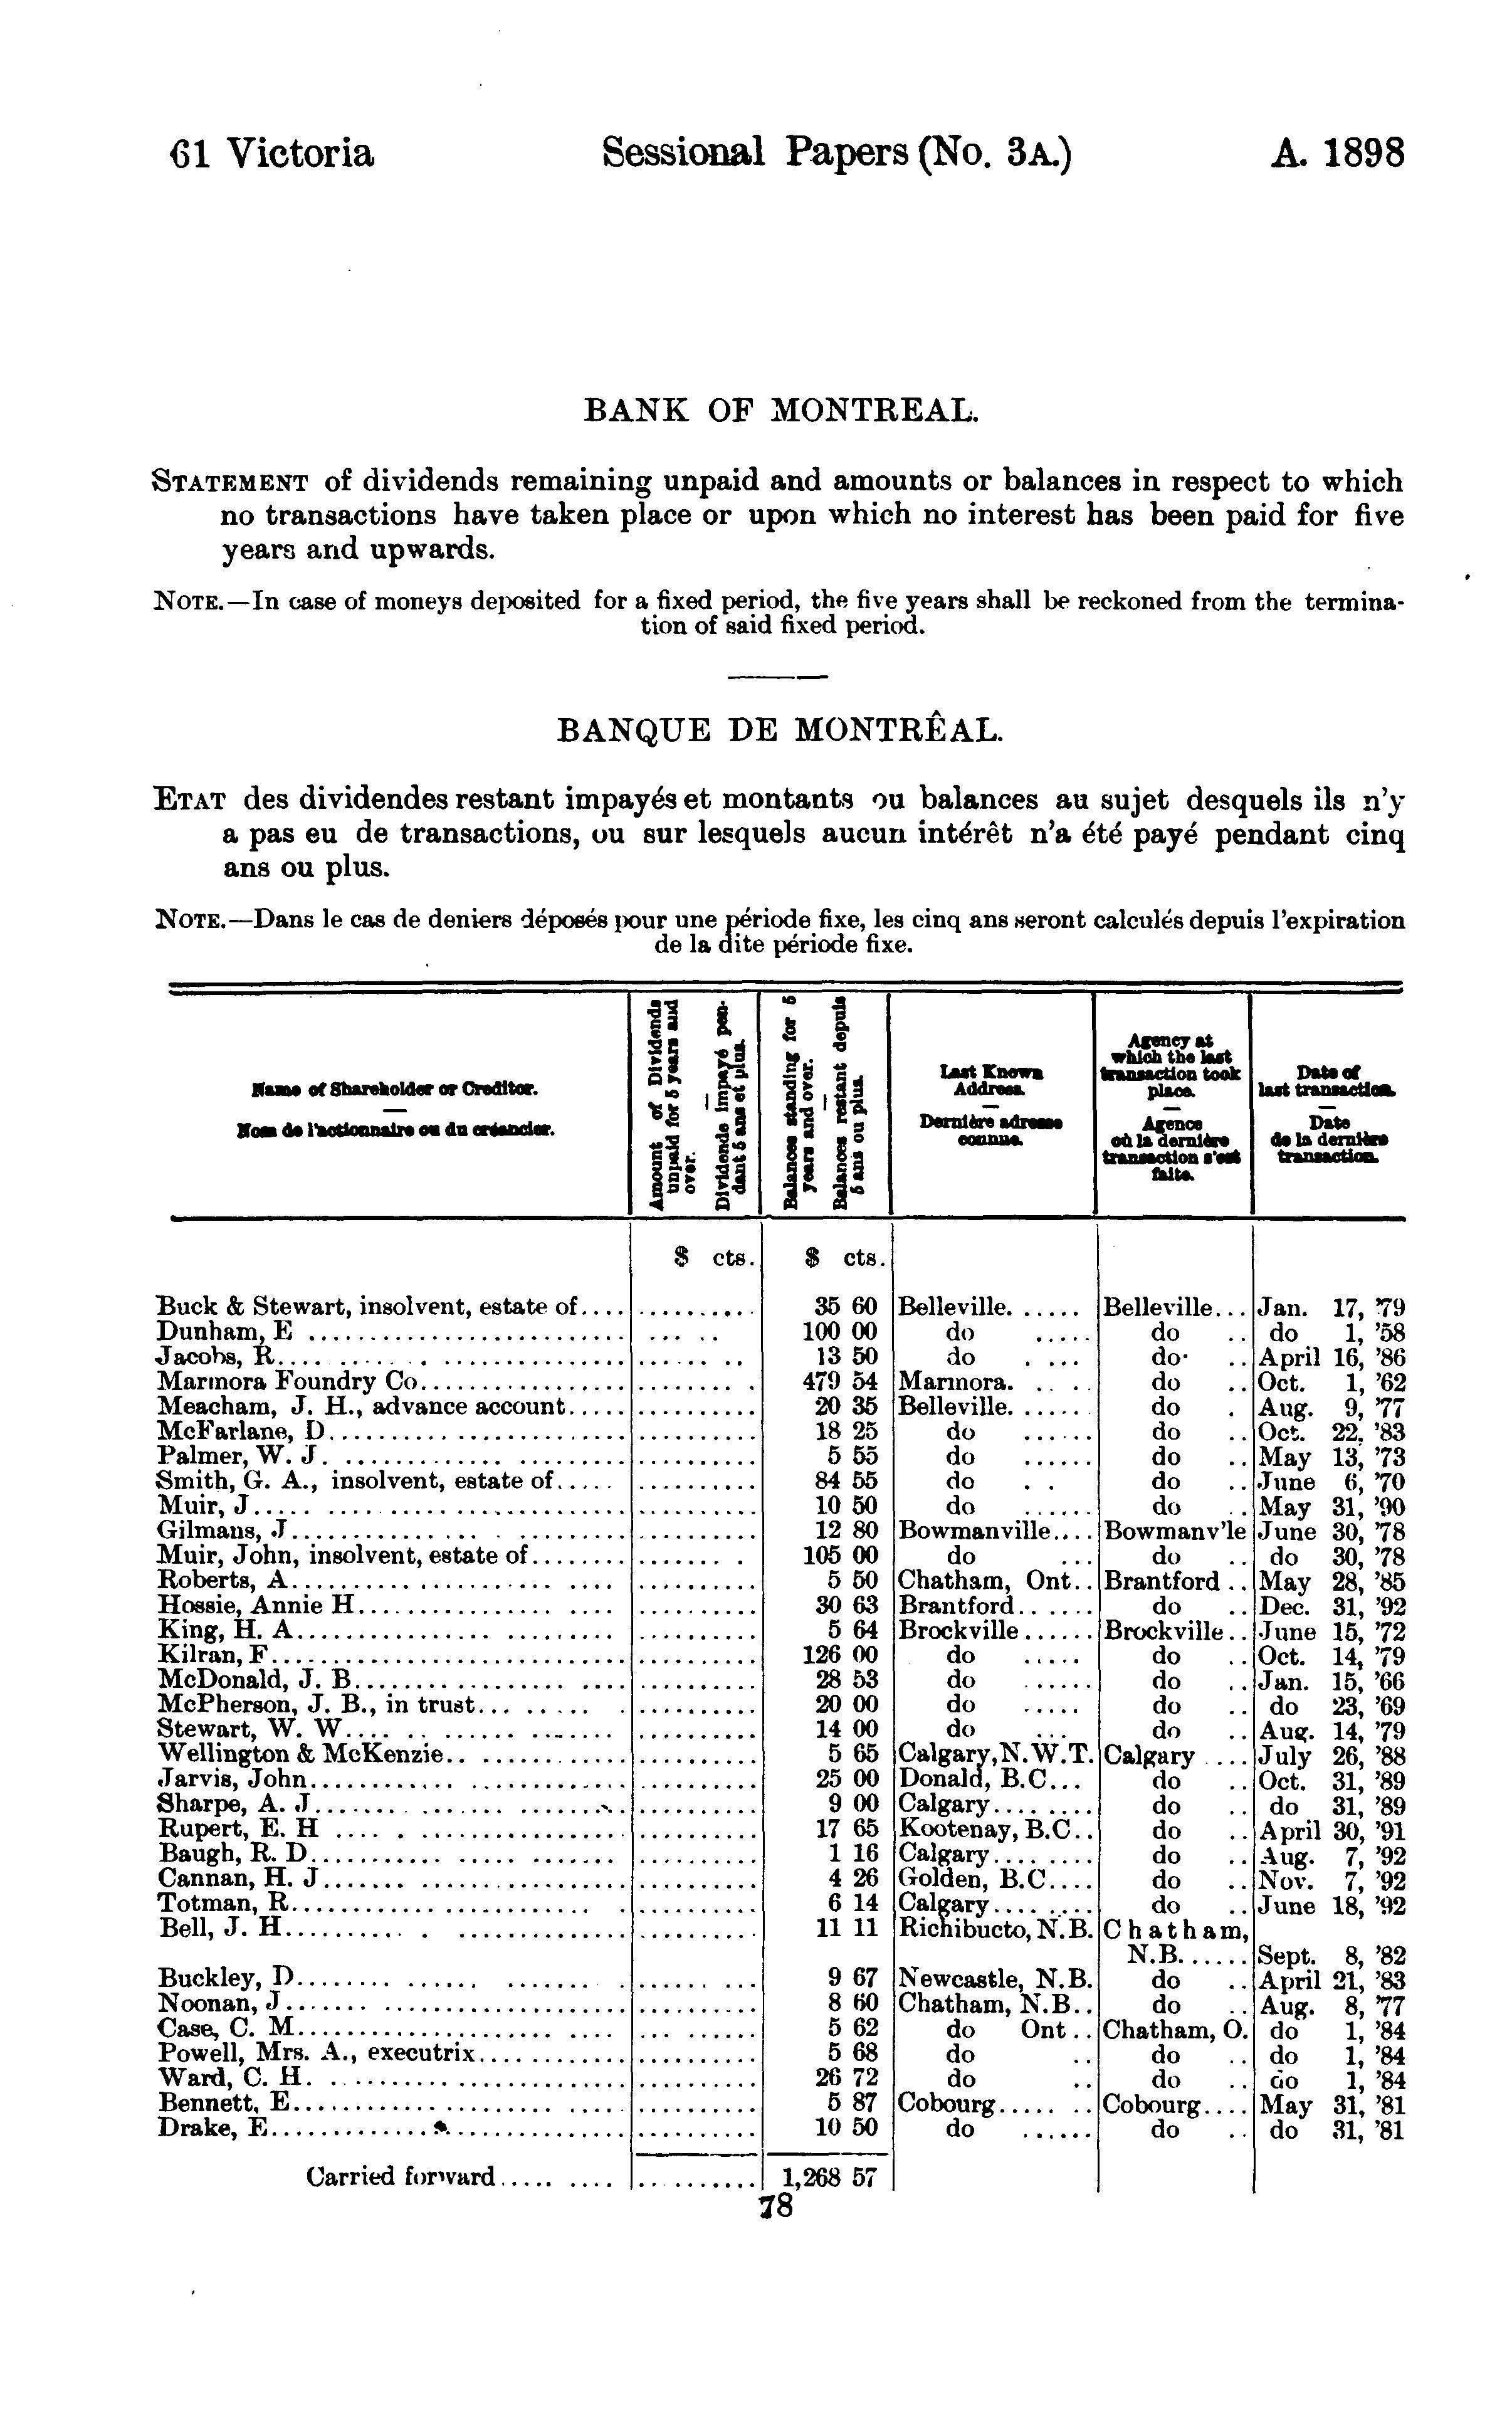 61 Victoria Sessional Papers (No. 3A.) A. 1898
BANK OF MONTREAL.
STATEMENT of dividends remaining unpaid and amounts or balances in respect to which
no transactions have taken place or upon which no interest has been paid for five
years and upwards.
NOTE.—In case of moneys deposited for a fixed period, the five years shall be reckoned from the termina-
tion of said fixed period.
BANQUE DE MONTRÊAL.
ETAT des dividendes restant impayés et montants ou balances au sujet desquels ils n'y
a pas eu de transactions, ou sur lesquels aucun intérêt n'a été payé pendant cinq
ans ou plus.
NOTE.—Dans le cas de deniers déposés pour une période fixe, les cinq ans seront calculés depuis l'expiration
de la dite période fixe.
Name of Shareholder or Creditor.
—
Nom de l'actionnaire ou du créancier.
Amount of Dividends
unpaid for 5 years and
over.
—
Dividende impayé pen-
dant 5 ans et plus.
Balances standing for 5
years and over.
—
Balances restant depuis
5 ans ou plus.
Last Known
Address.
—
Dernière adresse
connue.
Agency at
which the last
transaction took
place.
—
Agence
où la dernière
transaction s'est
faite.
Date of
last transaction.
—
Date
de la dernière
transaction.
$ cts. $ cts.
Buck & Stewart, insolvent, estate of.... .......... 35 60 Belleville. ...... Belleville... Jan. 17, '79
Dunham, E .......................... ... .. 100 00 do ..... do .. do 1, '58
Jacobs, R............................ ....... .. 13 50 do . ... do .. April 16, '86
Marmora Foundry Co................. .......... 479 54 Marmora. .. .. do .. Oct. 1, '62
Meacham, J. H., advance account..... .......... 20 35 Belleville. ...... do . Aug. 9, '77
McFarlane, D......................... .......... 18 25 do ...... do .. Oct. 22, '83
Palmer, W. J. ....................... .......... 5 55 do ...... do .. May 13, '73
Smith, G. A., insolvent, estate of..... .......... 84 55 do . . do .. June 6, '70
Muir, J.............................. .......... 10 50 do ...... do .. May 31, '90
Gilmans, J........................... .......... 12 80 Bowmanville.... Bowmanv'le June 30, '78
Muir, John, insolvent, estate of........ ........ . 105 00 do ... do .. do 30, '78
Roberts, A........................... .......... 5 50 Chatham, Ont.. Brantford .. May 28, '85
Hossie, Annie H...................... .......... 30 63 Brantford....... do .. Dec. 31, '92
King, H. A........................... .......... 5 64 Brockville...... Brockville.. June 15, '72
Kilran, F............................ .......... 126 00 do ..... do .. Oct. 14, '79
McDonald, J. B....................... .......... 28 53 do ...... do .. Jan. 15, '66
McPherson, J. B., in trust............ .......... 20 00 do ..... do .. do 23, '69
Stewart, W. W........................ .......... 14 00 do ... do .. Aug. 14, '79
Wellington & McKenzie................ .......... 5 65 Calgary, N.W.T. Calgary .... July 26, '88
Jarvis, John......................... .......... 25 00 Donald, B.C... do .. Oct. 31, '89
Sharpe, A. J......................... .......... 9 00 Calgary......... do .. do 31, '89
Rupert, E. H ........................ .......... 17 65 Kootenay, B.C.. do .. April 30, '91
Baugh, R. D.......................... .......... 1 16 Calgary......... do .. Aug. 7, '92
Cannan, H. J......................... .......... 4 26 Golden, B.C.... do .. Nov. 7, '92
Totman, R............................ .......... 6 14 Calgary......... do .. June 18, '92
Bell, J. H........................... .......... 11 11 Richibucto, N.B. Chatham,
N.B...... Sept. 8, '82
Buckley, D........................... .......... 9 67 Newcastle, N.B. do .. April 21, '83
Noonan, J............................ .......... 8 60 Chatham, N.B.. do .. Aug. 8, '77
Case, C. M........................... .......... 5 62 do Ont.. Chatham, O. do 1, '84
Powell, Mrs. A., executrix............ .......... 5 68 do .. do .. do 1, '84
Ward, C. H. ......................... .......... 26 72 do .. do .. do 1, '84
Bennett, E........................... .......... 5 87 Cobourg....... Cobourg.... May 31, '81
Drake, E............................. .......... 10 50 do ...... do .. do 31, '81
Carried forward..... .... .......... 1,268 57
78